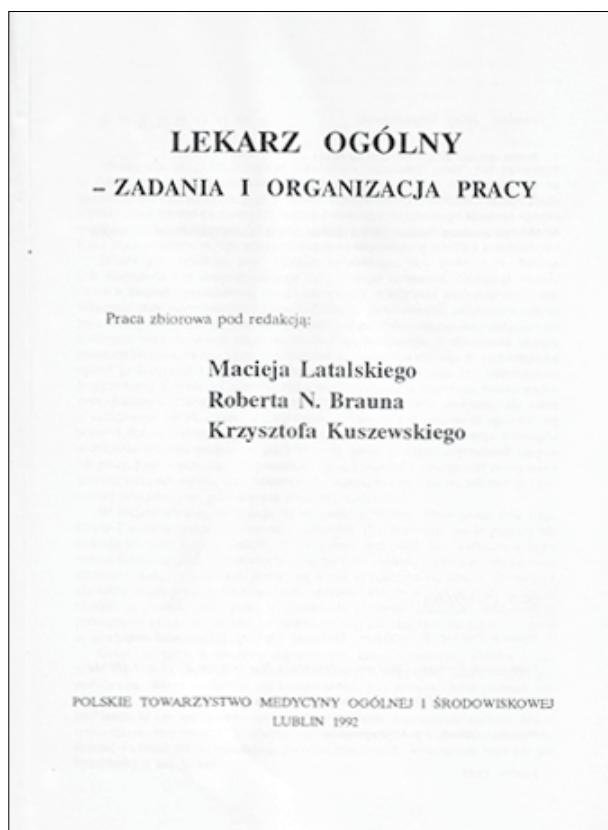 LEKARZ OGÓLNY
– ZADANIA I ORGANIZACJA PRACY
Praca zbiorowa pod redakcją:
Macieja Latalskiego
Roberta N. Brauna
Krzysztofa Kuszewskiego
POLSKIE TOWARZYSTWO MEDYCYNY OGÓLNEJ I ŚRODOWISKOWEJ
LUBLIN 1992